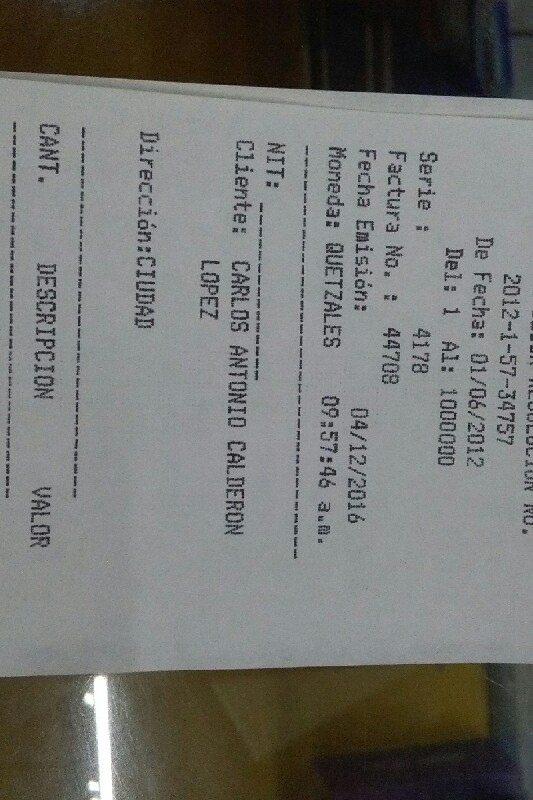 RESOLUCION NO.
2012-1-57-34757
De Fecha: 01/06/2012
Del: 1 Al: 1000000
Serie : 4178
Factura No. : 44708
Fecha Emisión: 04/12/2016
Moneda: QUETZALES 09:57:46 a.m.
NIT:
Cliente: CARLOS ANTONIO CALDERON
LOPEZ
Dirección:CIUDAD
CANT. DESCRIPCION VALOR